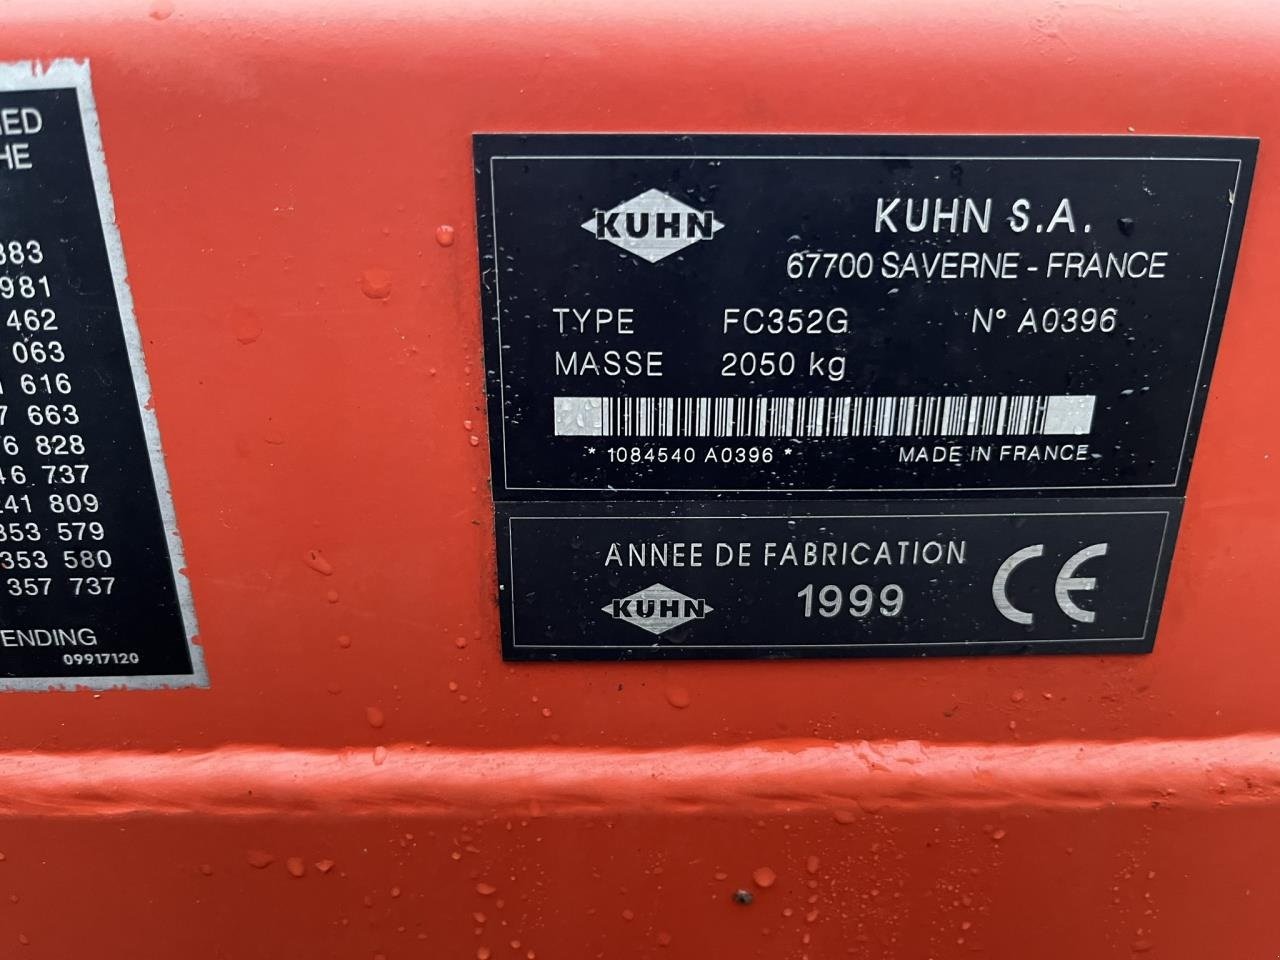 HE
383
981
462
063
616
7 663
76 828
46 737
241 809
353 579
353 580
357 737
ENDING
09917120
KUHN
KUHN S.A.
67700 SAVERNE - FRANCE
TYPE FC352G N° A0396
MASSE 2050 kg
* 1084540 A0396 * MADE IN FRANCE
ANNEE DE FABRICATION
KUHN 1999 CE